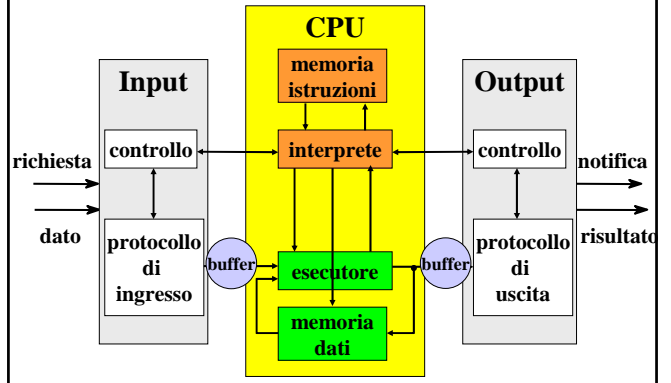 CPU
Input
memoria
istruzioni
Output
richiesta
controllo
interprete
controllo
notifica
dato
protocollo
di
ingresso
buffer
esecutore
buffer
protocollo
di
uscita
risultato
memoria
dati